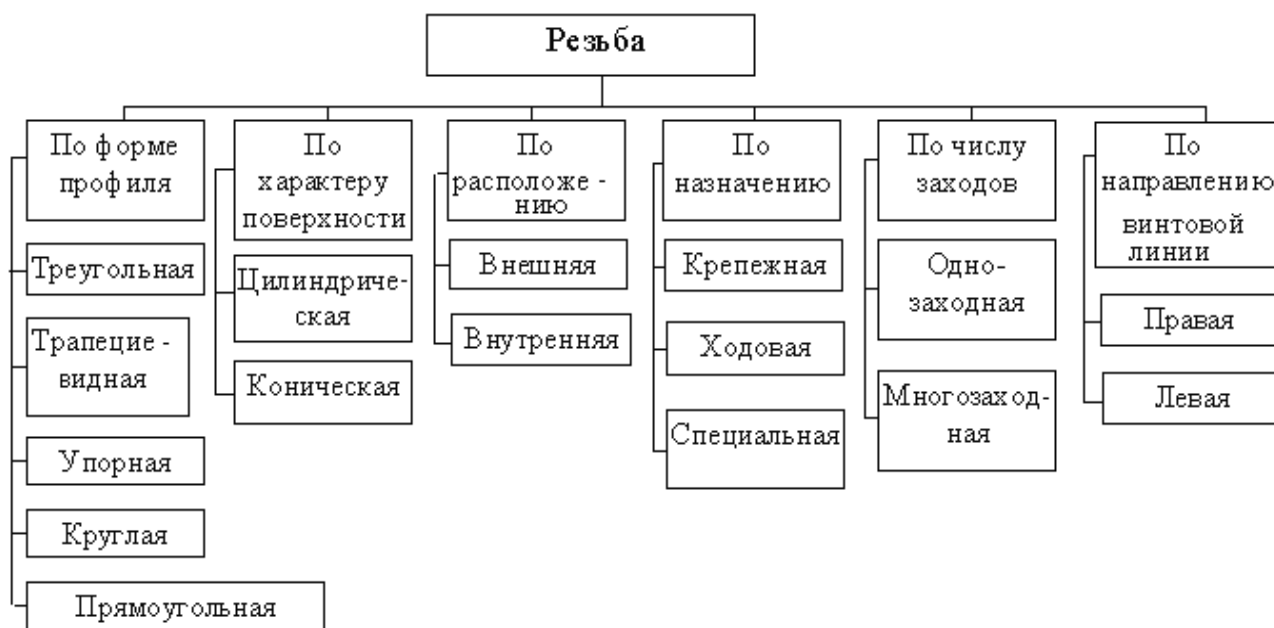 Резьба
По форме
профиля
Треугольная
Трапецие -
видная
Упорная
Круглая
Прямоугольная
По
характеру
поверхности
Цилиндриче-
ская
Коническая
По
расположе -
нию
Внешняя
Внутренняя
По
назначению
Крепежная
Ходовая
Специальная
По числу
заходов
Одно-
заходная
Многозаход-
ная
По
направлению
винтовой
линии
Правая
Левая